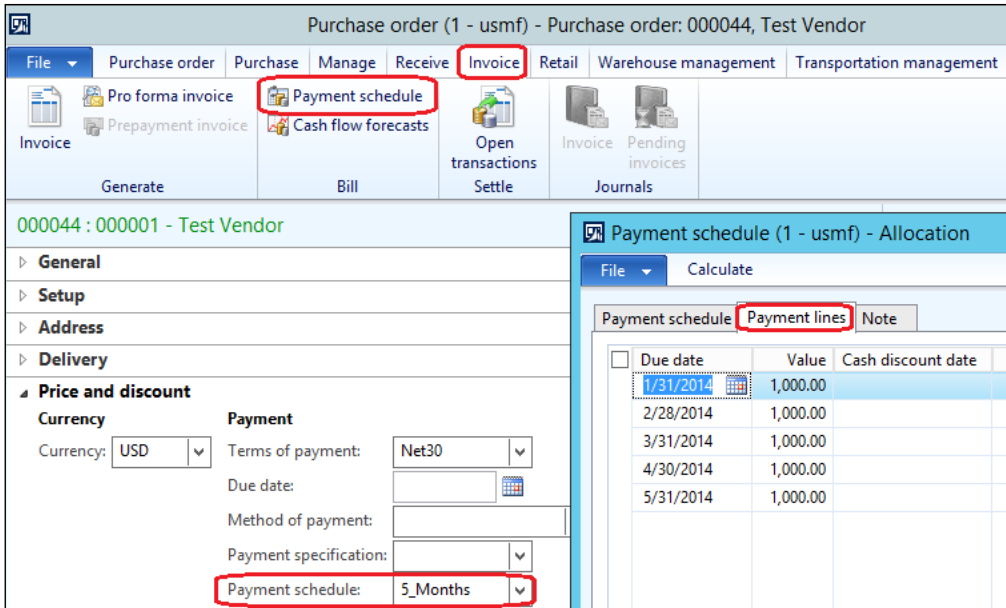 Purchase order (1 - usmf) - Purchase order: 000044, Test Vendor
File Purchase order Purchase Manage Receive Invoice Retail Warehouse management Transportation management
Invoice
Pro forma invoice
Prepayment invoice
Generate
Payment schedule
Cash flow forecasts
Bill
Open transactions
Settle
Invoice
Pending invoices
Journals
000044 : 000001 - Test Vendor
General
Setup
Address
Delivery
Price and discount
Currency
Currency: USD
Payment
Terms of payment: Net30
Due date:
Method of payment:
Payment specification:
Payment schedule: 5_Months
Payment schedule (1 - usmf) - Allocation
File Calculate
Payment schedule Payment lines Note
Due date Value Cash discount date
1/31/2014 1,000.00
2/28/2014 1,000.00
3/31/2014 1,000.00
4/30/2014 1,000.00
5/31/2014 1,000.00